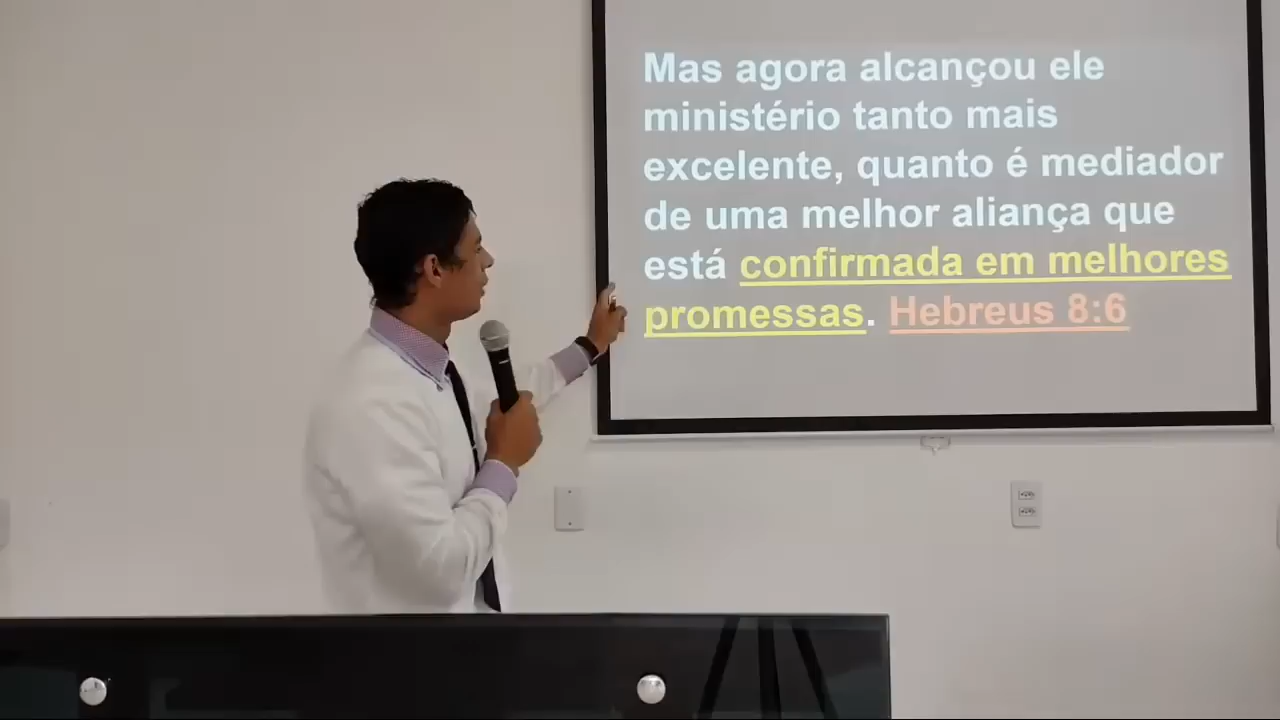 Mas agora alcançou ele
ministério tanto mais
excelente, quanto é mediador
de uma melhor aliança que
está confirmada em melhores
promessas. Hebreus 8:6